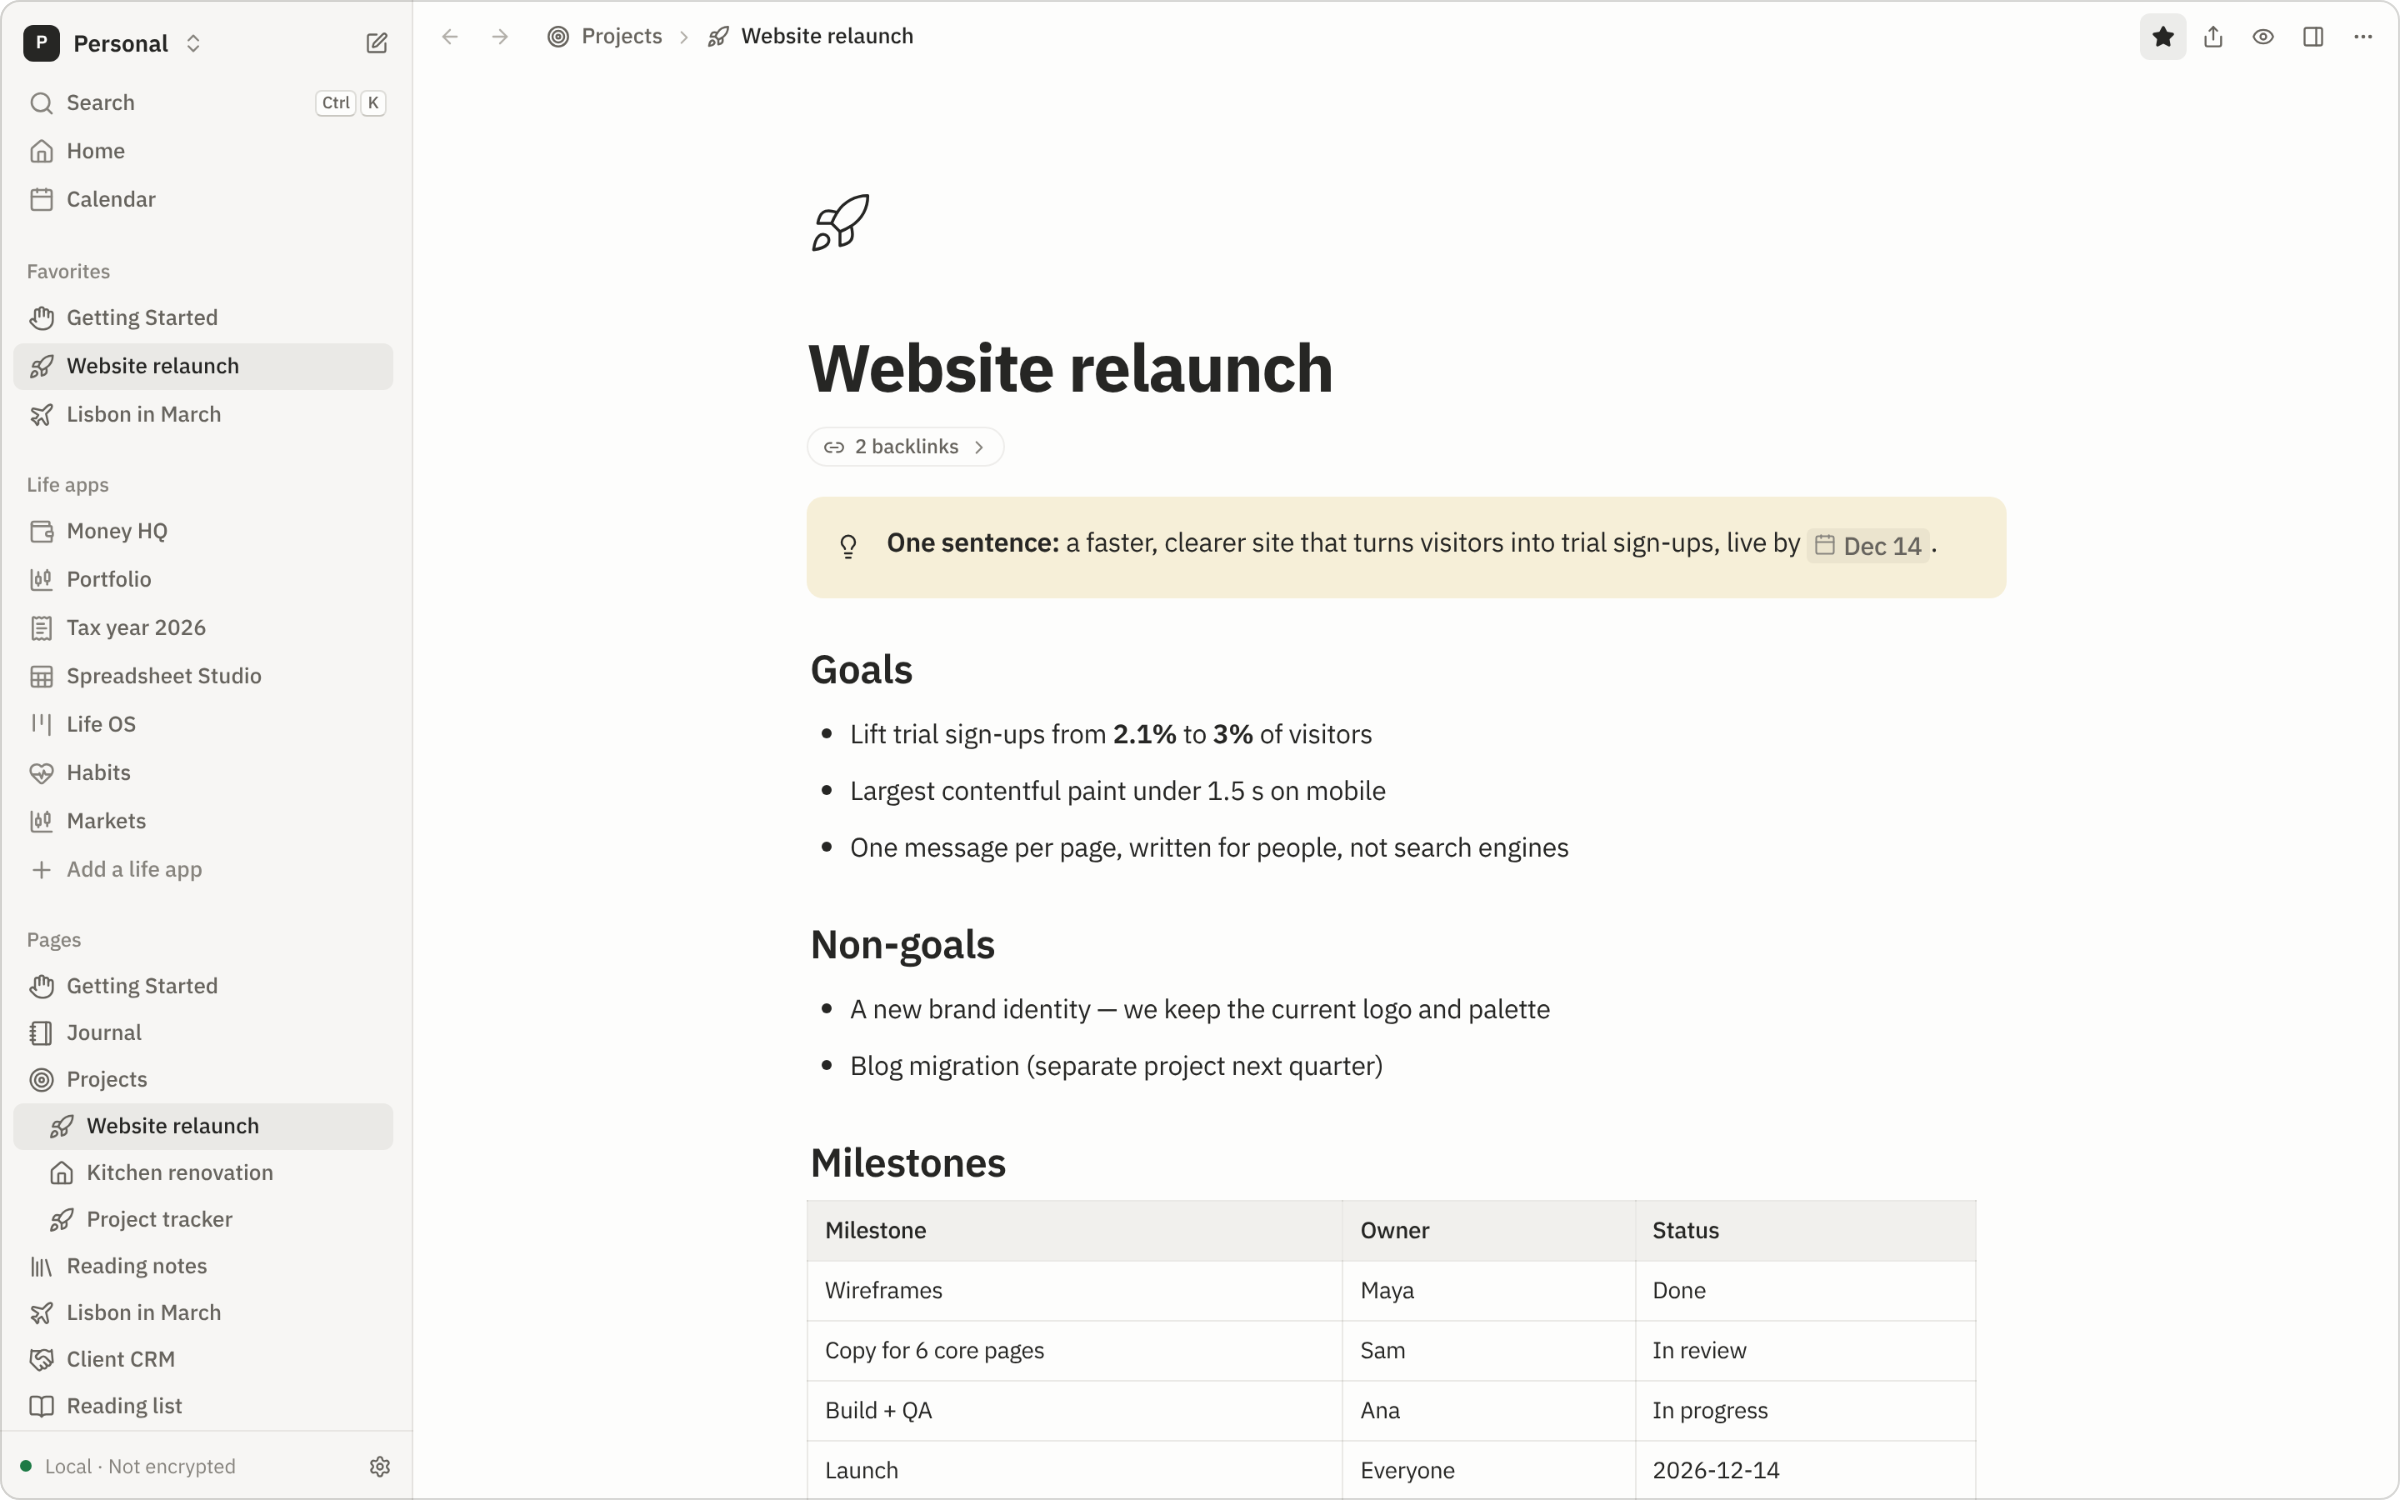 P Personal
Search Ctrl K
Home
Calendar
Favorites
Getting Started
Website relaunch
Lisbon in March
Life apps
Money HQ
Portfolio
Tax year 2026
Spreadsheet Studio
Life OS
Habits
Markets
Add a life app
Pages
Getting Started
Journal
Projects
Website relaunch
Kitchen renovation
Project tracker
Reading notes
Lisbon in March
Client CRM
Reading list
Local · Not encrypted
Projects Website relaunch
Website relaunch
2 backlinks
One sentence: a faster, clearer site that turns visitors into trial sign-ups, live by Dec 14 .
Goals
• Lift trial sign-ups from 2.1% to 3% of visitors
• Largest contentful paint under 1.5 s on mobile
• One message per page, written for people, not search engines
Non-goals
• A new brand identity — we keep the current logo and palette
• Blog migration (separate project next quarter)
Milestones
Milestone Owner Status
Wireframes Maya Done
Copy for 6 core pages Sam In review
Build + QA Ana In progress
Launch Everyone 2026-12-14